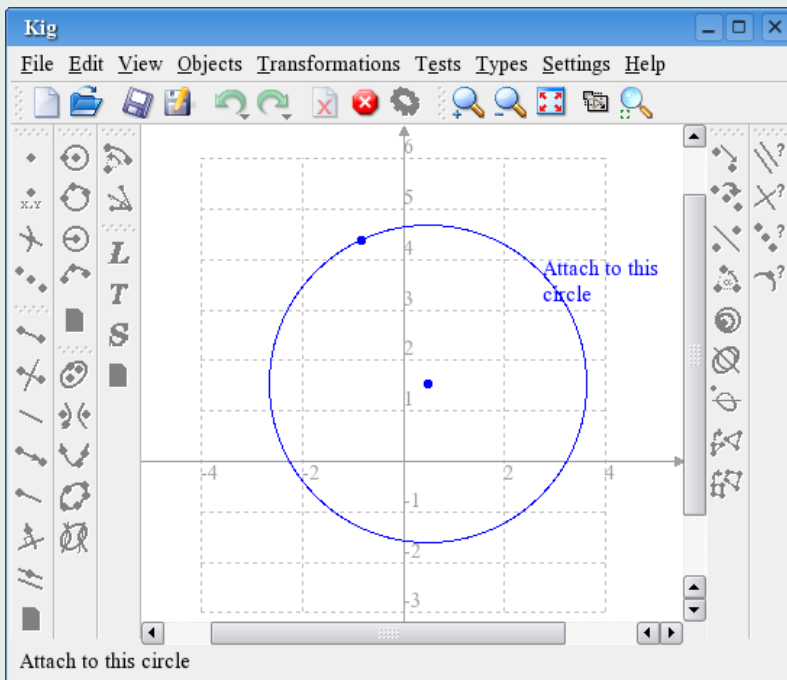 Kig
File Edit View Objects Transformations Tests Types Settings Help
6
5
4
Attach to this
circle
3
2
1
-4 -2 2 4
-1
-2
-3
x,y
L
T
S
?
?
?
?
Attach to this circle